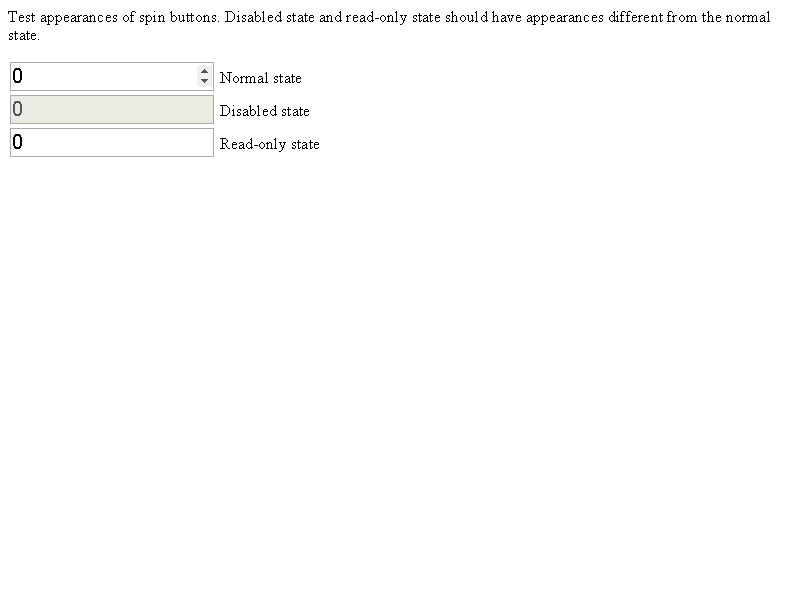 Test appearances of spin buttons. Disabled state and read-only state should have appearances different from the normal
state.
0 Normal state
0 Disabled state
0 Read-only state